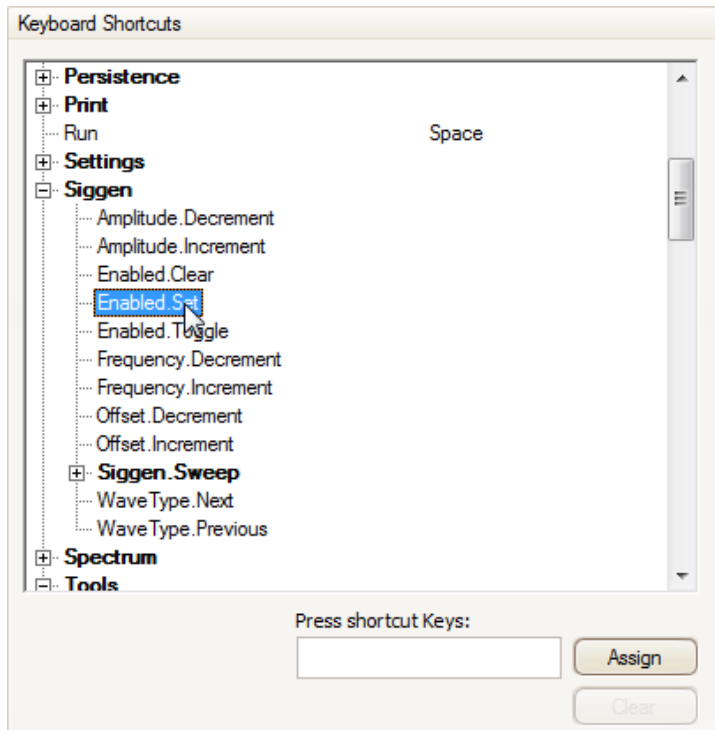 Keyboard Shortcuts
Persistence
Print
Run Space
Settings
Siggen
Amplitude.Decrement
Amplitude.Increment
Enabled.Clear
Enabled.Set
Enabled.Toggle
Frequency.Decrement
Frequency.Increment
Offset.Decrement
Offset.Increment
Siggen.Sweep
WaveType.Next
WaveType.Previous
Spectrum
Tools
Press shortcut Keys:
Assign
Clear